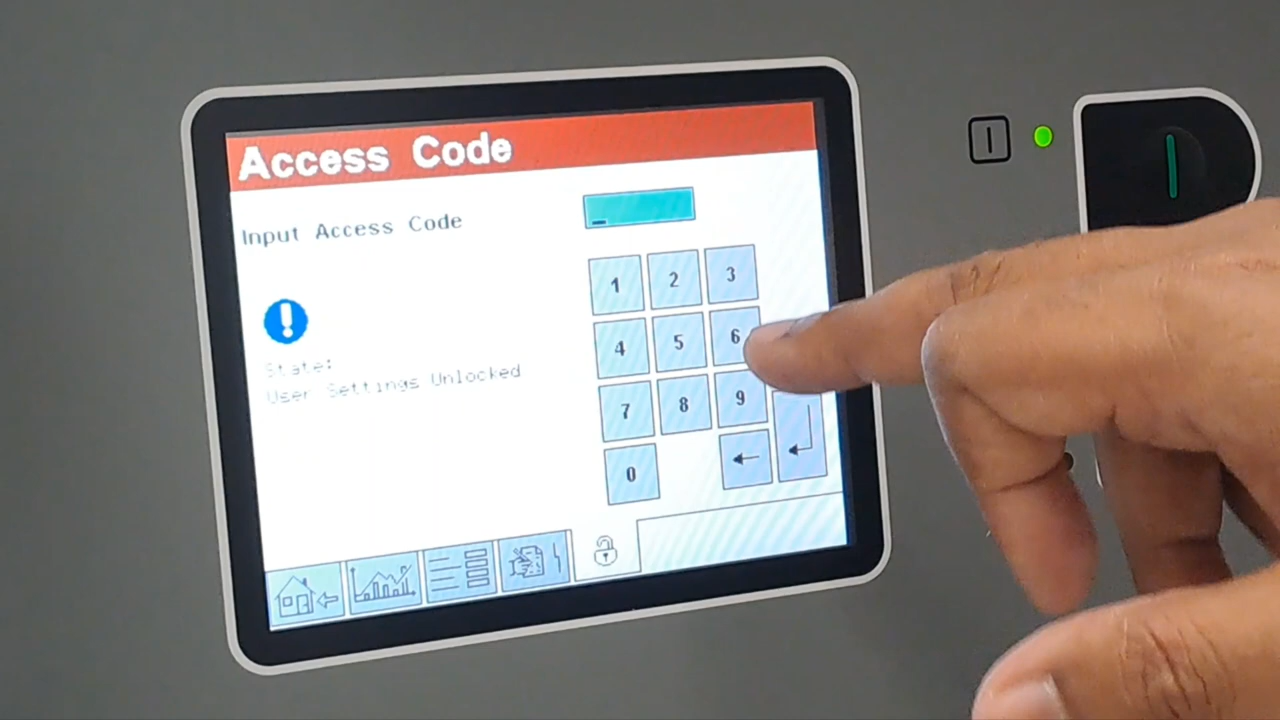 Access Code
Input Access Code
1 2 3
4 5 6
7 8 9
0
State:
User Settings Unlocked